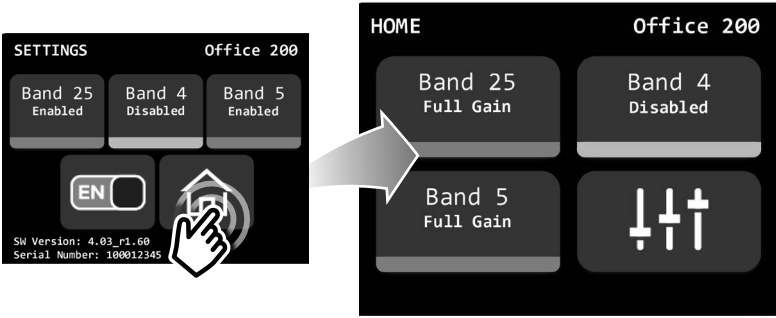 SETTINGS Office 200
Band 25 Band 4 Band 5
Enabled Disabled Enabled
EN
SW Version: 4.03_r1.60
Serial Number: 100012345
HOME Office 200
Band 25 Band 4
Full Gain Disabled
Band 5
Full Gain